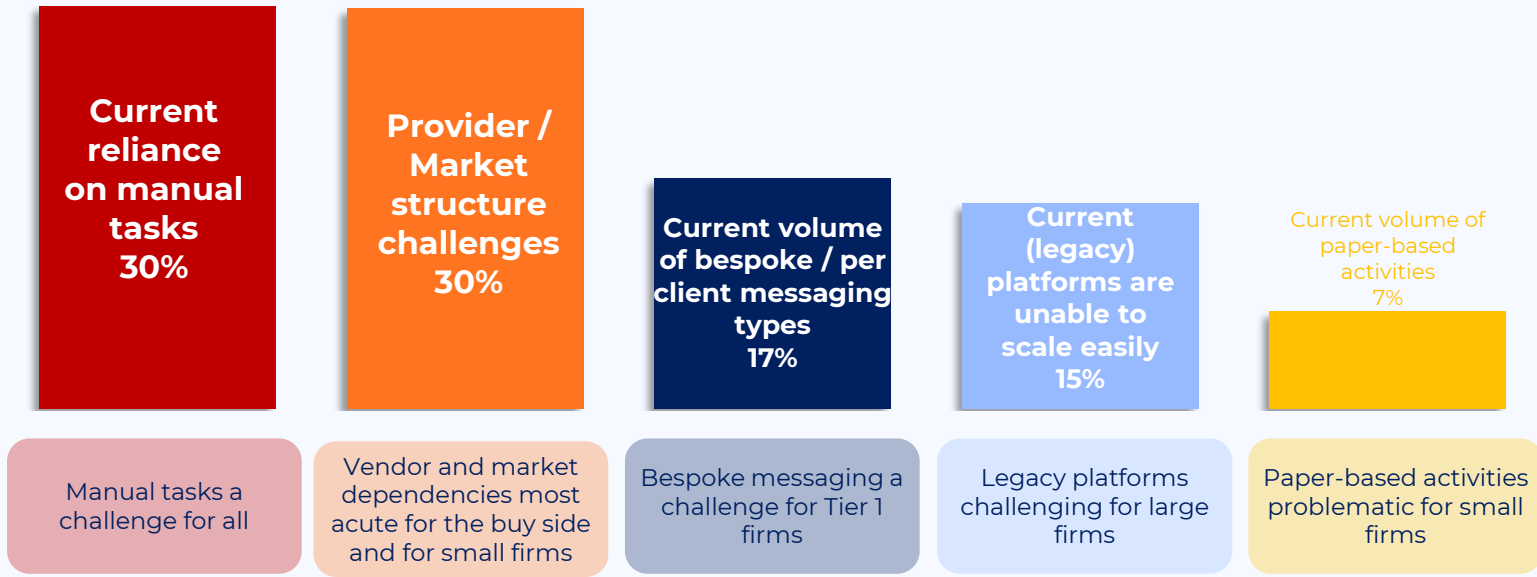 Current
reliance
on manual
tasks
30%
Provider /
Market
structure
challenges
30%
Current volume
of bespoke / per
client messaging
types
17%
Current
(legacy)
platforms are
unable to
scale easily
15%
Current volume of
paper-based
activities
7%
Manual tasks a
challenge for all
Vendor and market
dependencies most
acute for the buy side
and for small firms
Bespoke messaging a
challenge for Tier 1
firms
Legacy platforms
challenging for large
firms
Paper-based activities
problematic for small
firms